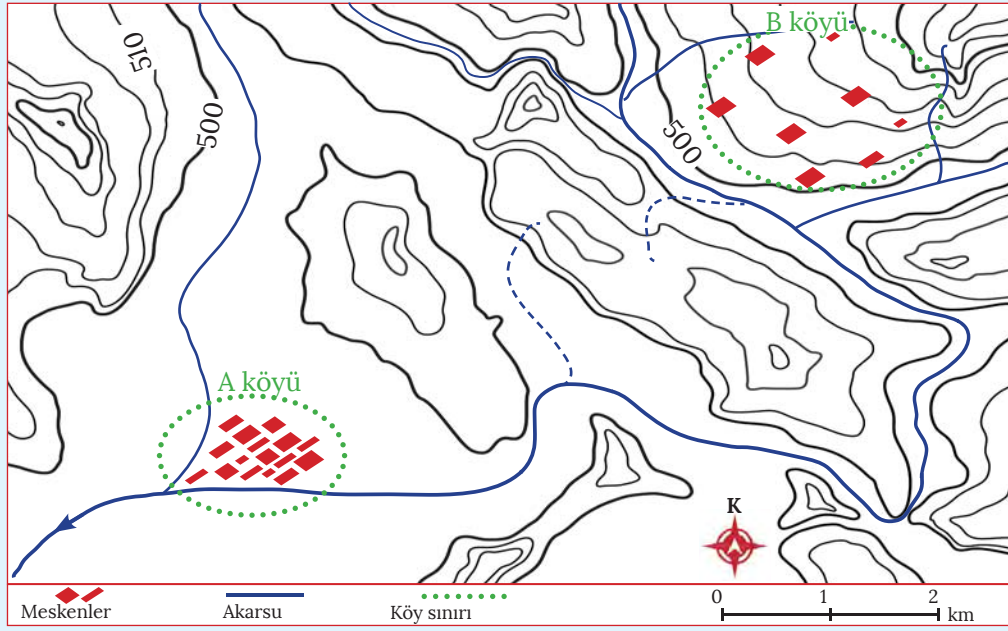 510
500
B köyü
500
A köyü
K
Meskenler
Akarsu
Köy sınırı
0 1 2
km